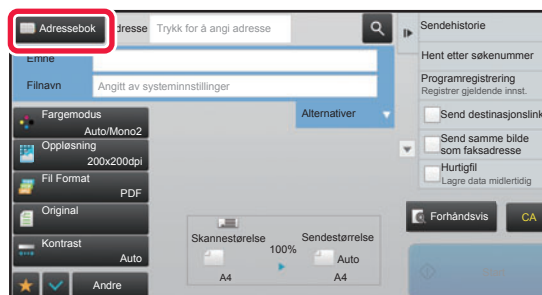 Adressebok
dresse
Trykk for å angi adresse
Emne
Filnavn
Angitt av systeminnstillinger
Alternativer
Fargemodus
Auto/Mono2
Oppløsning
200x200dpi
Fil Format
PDF
Original
Kontrast
Auto
Andre
Skannestørelse
A4
100%
Sendestørrelse
Auto
A4
Sendehistorie
Hent etter søkenummer
Programregistrering
Registrer gjeldende innst.
Send destinasjonslink
Send samme bilde
som faksadresse
Hurtigfil
Lagre data midlertidig
Forhåndsvis
CA